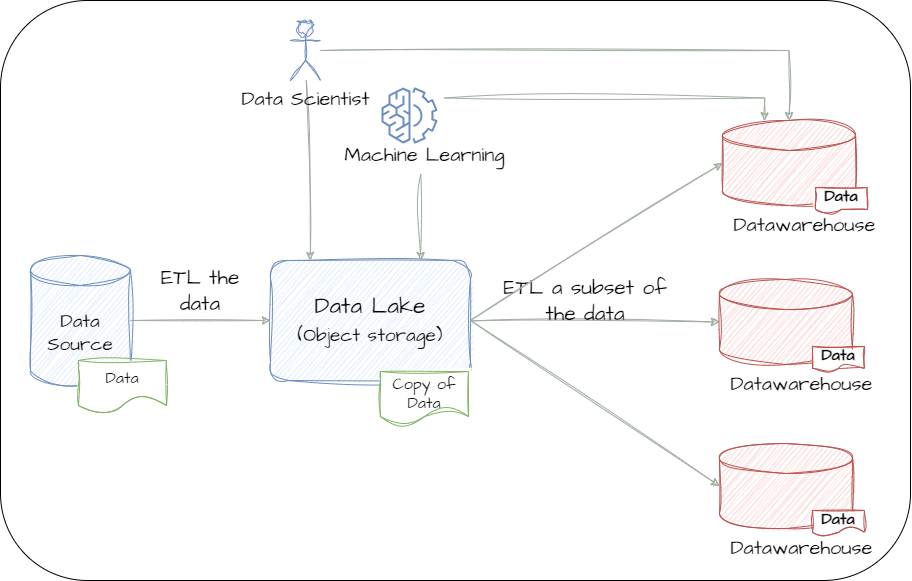 Data Scientist
Machine Learning
Data
Datawarehouse
ETL the
data
Data
Source
Data
Data Lake
(Object storage)
Copy of
Data
ETL a subset of
the data
Data
Datawarehouse
Data
Datawarehouse